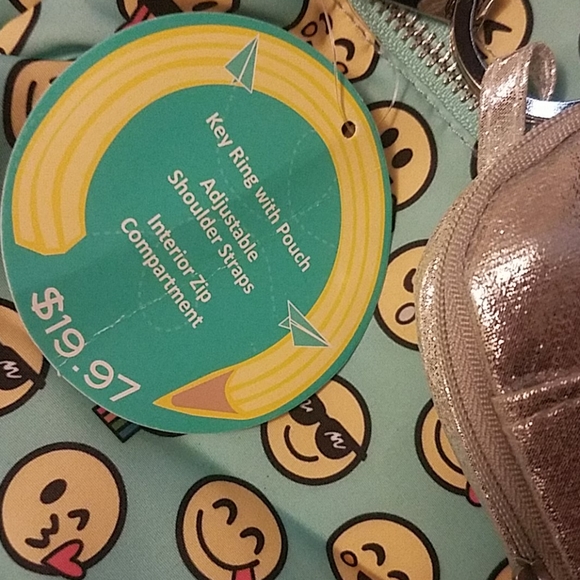 Key Ring with Pouch
Adjustable
Shoulder Straps
Interior Zip
Compartment
$19.97